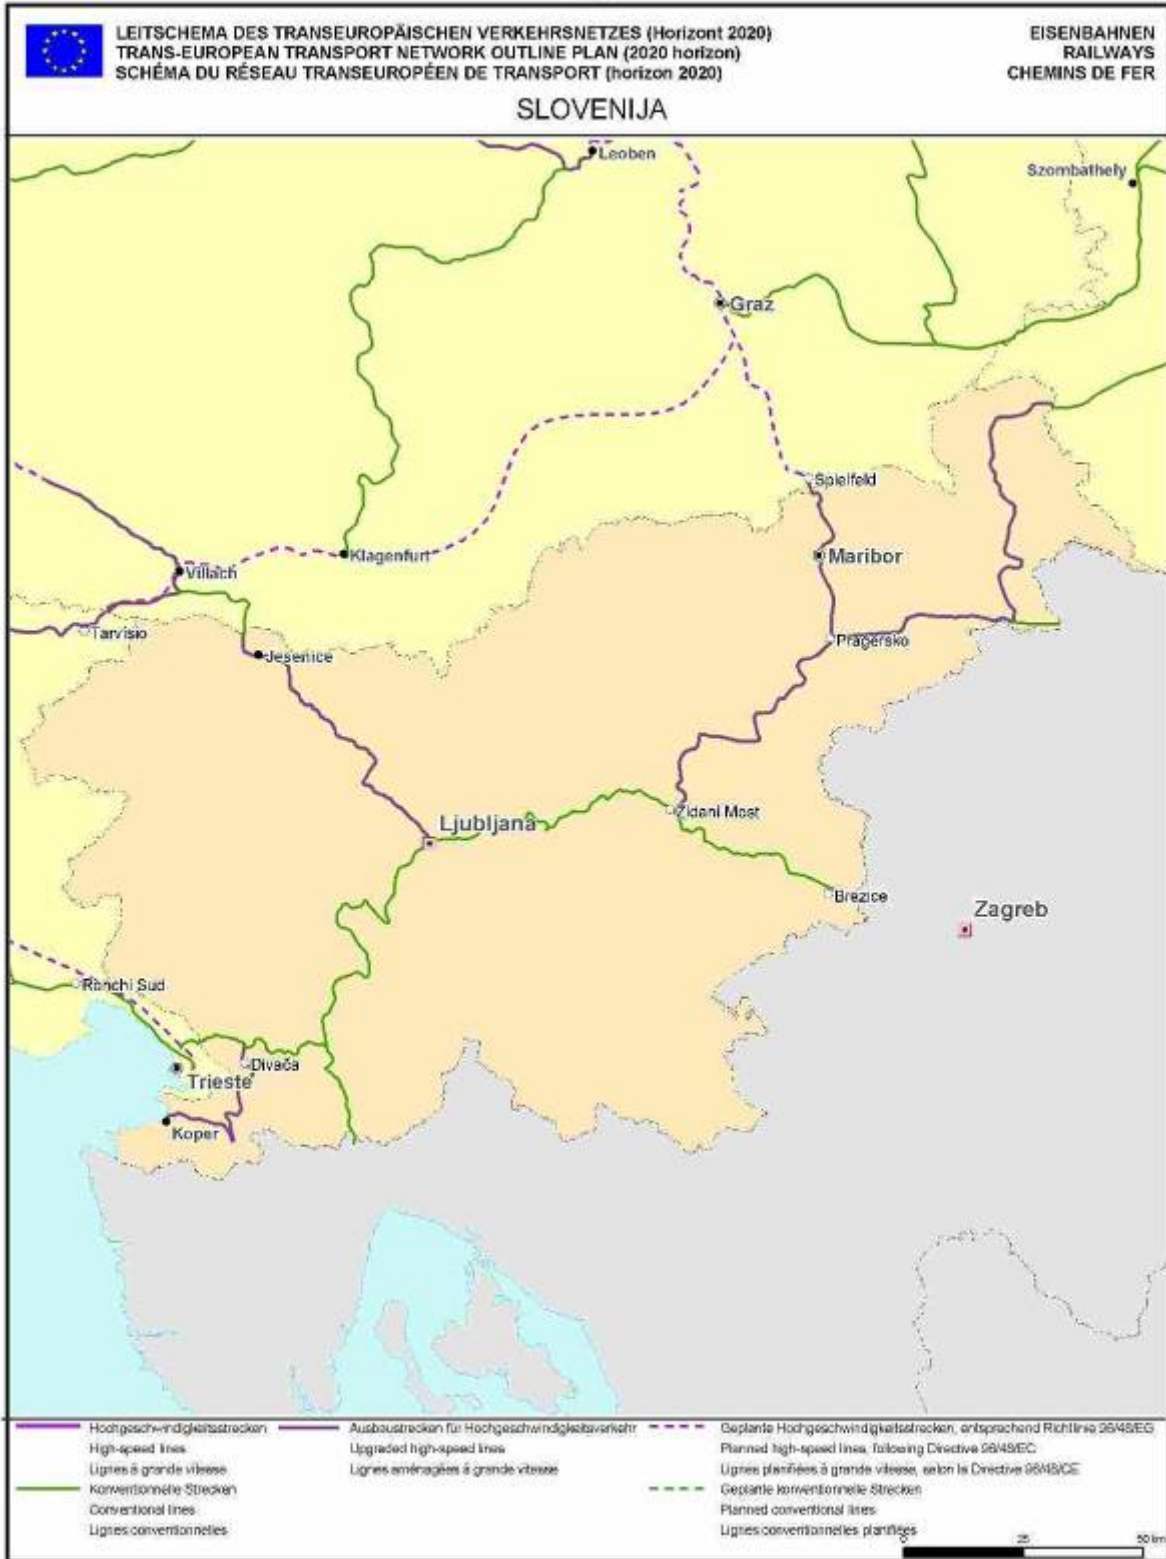 LEITSCHEMA DES TRANSEUROPÄISCHEN VERKEHRSNETZES (Horizont 2020)
TRANS-EUROPEAN TRANSPORT NETWORK OUTLINE PLAN (2020 horizon)
SCHÉMA DU RÉSEAU TRANSEUROPÉEN DE TRANSPORT (horizon 2020)
EISENBAHNEN
RAILWAYS
CHEMINS DE FER
SLOVENIJA
Leoben
Szombathely
Graz
Spielfeld
Klagenfurt
Maribor
Villach
Tarvisio
Pragersko
Jesenice
Zidani Most
Ljubljana
Brezice
Zagreb
Ronchi Sud
Divača
Trieste
Koper
Hochgeschwindigkeitsstrecken
High-speed lines
Lignes à grande vitesse
Konventionnelle Strecken
Conventional lines
Lignes conventionnelles
Ausbaustrecken für Hochgeschwindigkeitsverkehr
Upgraded high-speed lines
Lignes aménagées à grande vitesse
Geplante Hochgeschwindigkeitsstrecken, entsprechend Richtlinie 96/48/EG
Planned high-speed lines, following Directive 96/48/EC
Lignes planifiées à grande vitesse, selon la Directive 96/48/CE
Geplante konventionelle Strecken
Planned conventional lines
Lignes conventionnelles planifiées
0 25 50 km